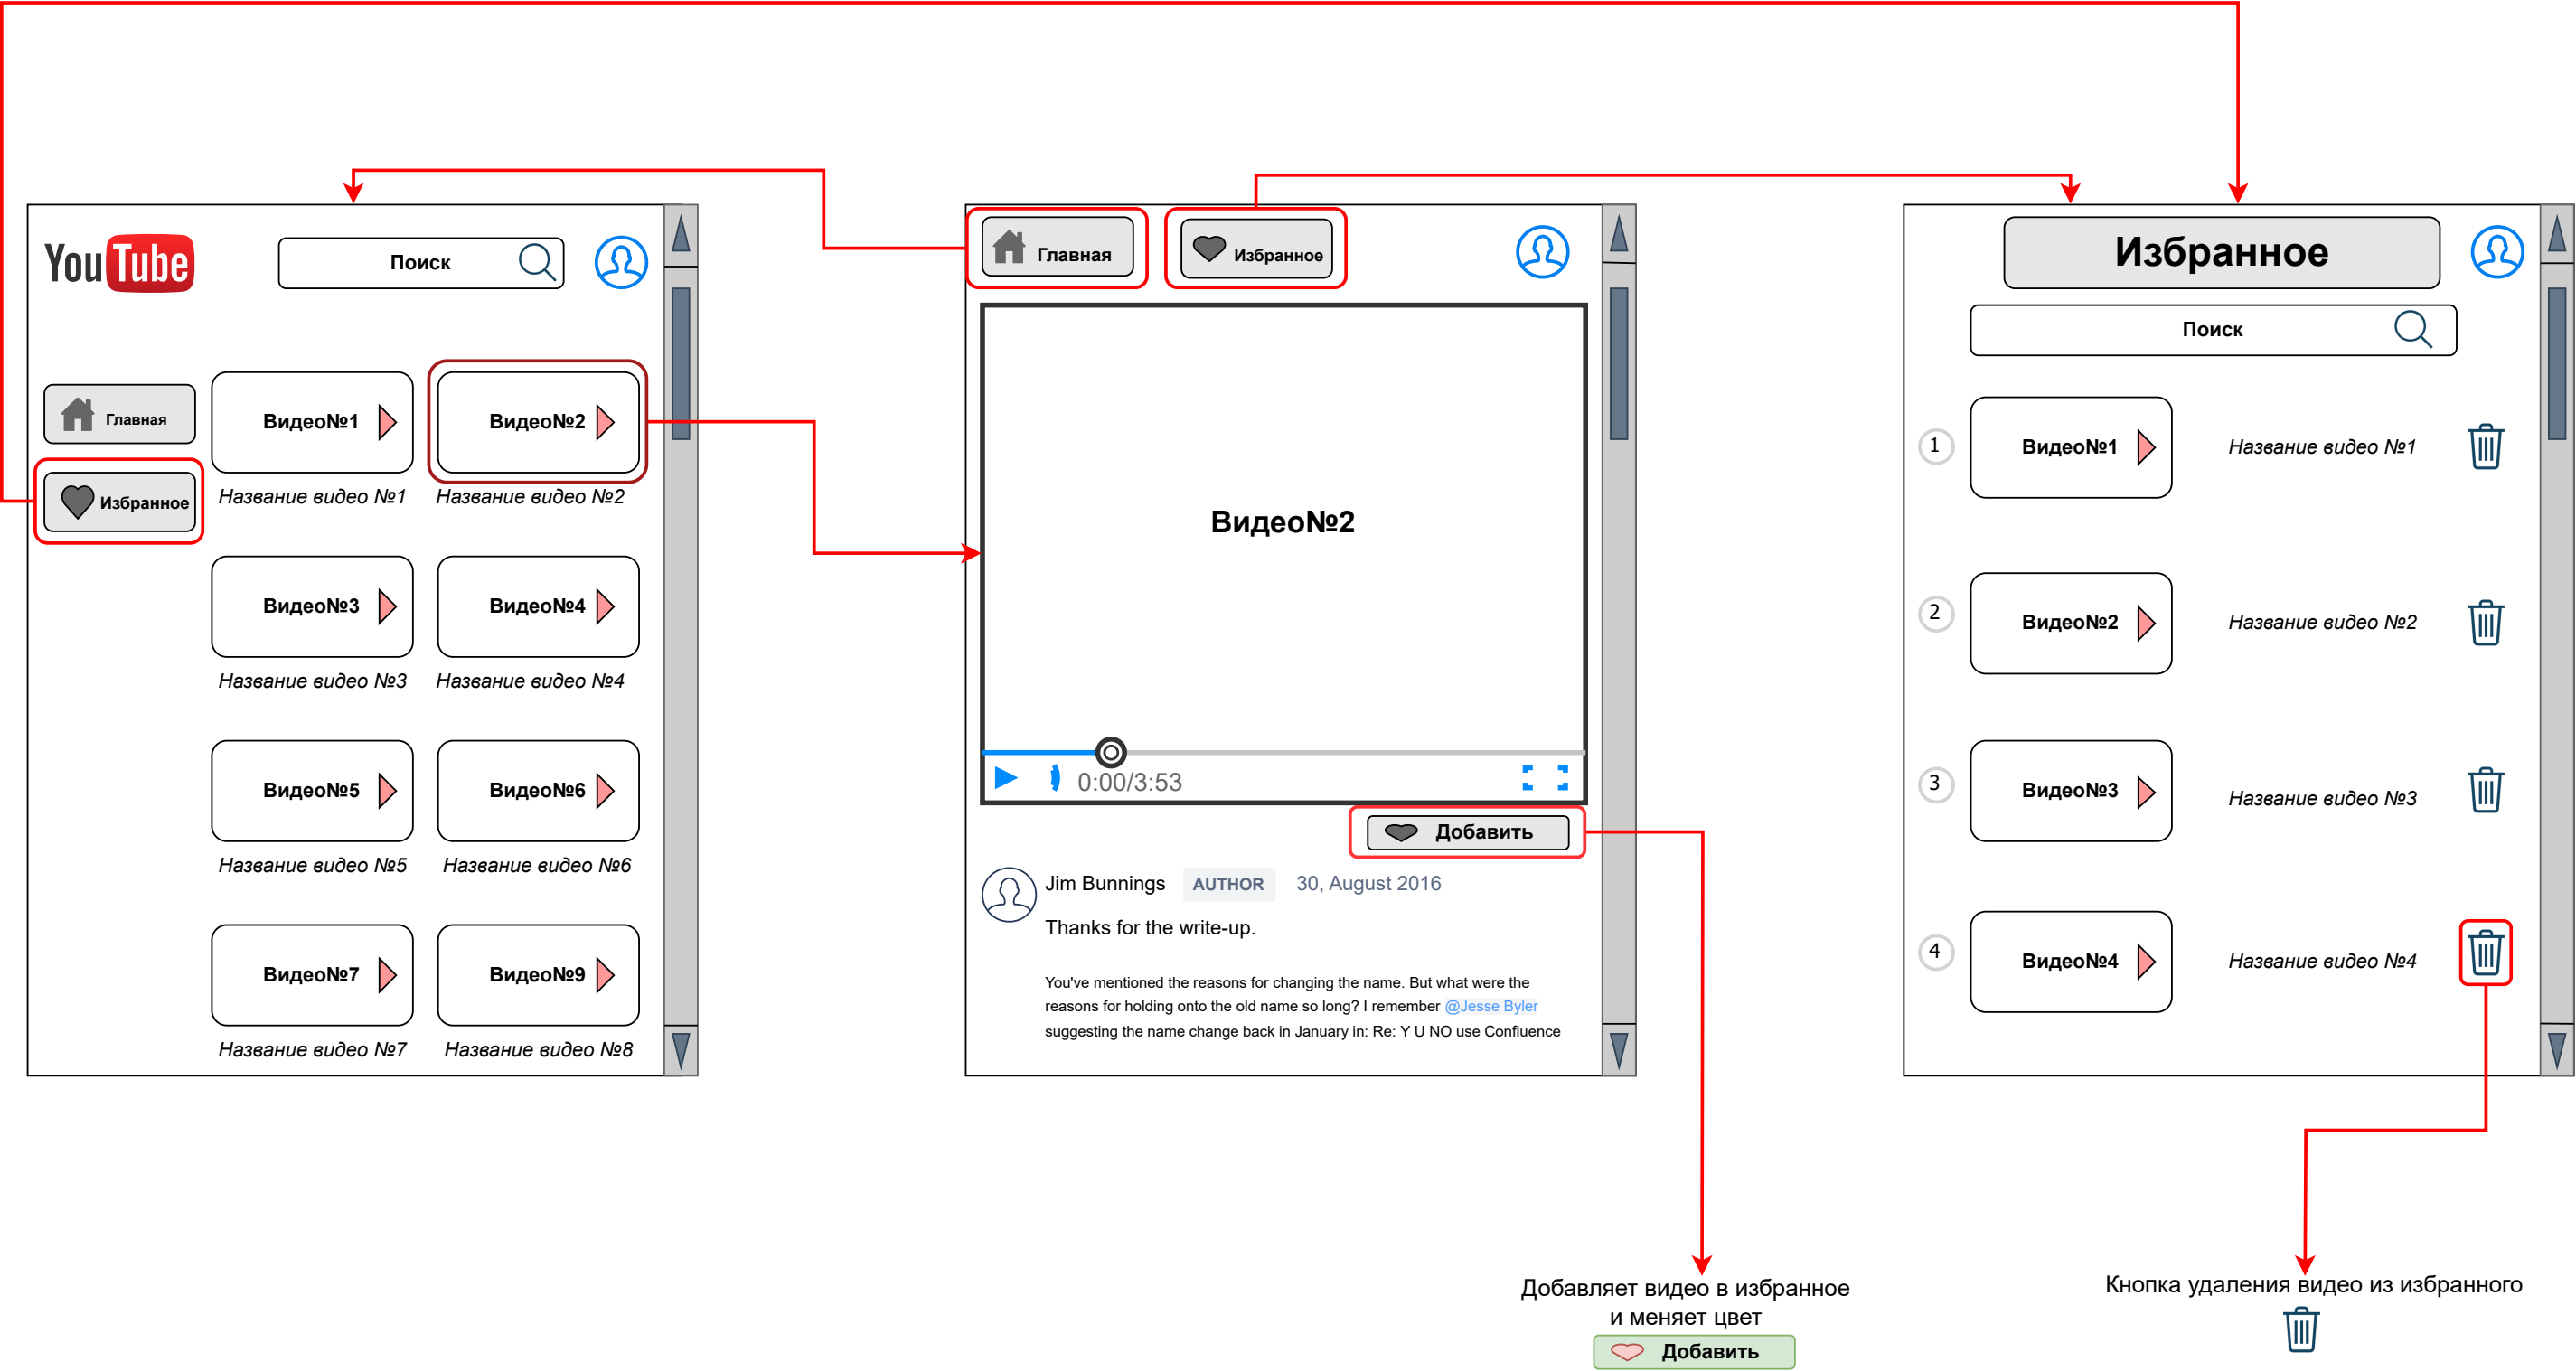 YouTube
Поиск
Главная
Избранное
Видео№1
Видео№2
Название видео №1
Название видео №2
Видео№3
Видео№4
Название видео №3
Название видео №4
Видео№5
Видео№6
Название видео №5
Название видео №6
Видео№7
Видео№9
Название видео №7
Название видео №8
Главная
Избранное
Видео№2
0:00/3:53
Добавить
Jim Bunnings AUTHOR 30, August 2016
Thanks for the write-up.
You've mentioned the reasons for changing the name. But what were the
reasons for holding onto the old name so long? I remember @Jesse Byler
suggesting the name change back in January in: Re: Y U NO use Confluence
Избранное
Поиск
1 Видео№1 Название видео №1
2 Видео№2 Название видео №2
3 Видео№3 Название видео №3
4 Видео№4 Название видео №4
Добавляет видео в избранное
и меняет цвет
Добавить
Кнопка удаления видео из избранного